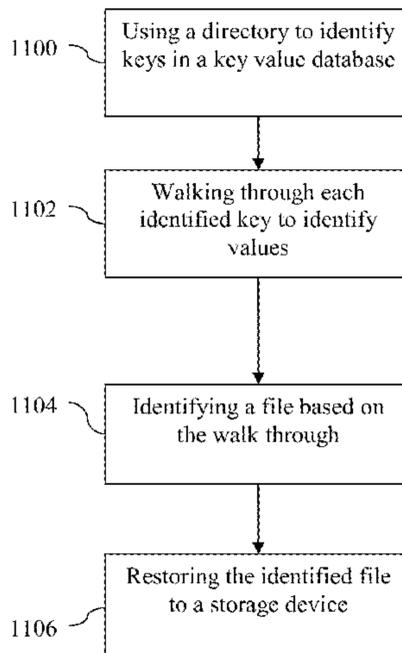 1100
Using a directory to identify
keys in a key value database
1102
Walking through each
identified key to identify
values
1104
Identifying a file based on
the walk through
1106
Restoring the identified file
to a storage device